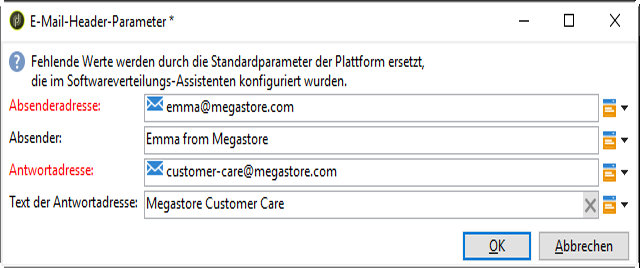 E-Mail-Header-Parameter *
Fehlende Werte werden durch die Standardparameter der Plattform ersetzt,
die im Softwareverteilungs-Assistenten konfiguriert wurden.
Absenderadresse: emma@megastore.com
Absender: Emma from Megastore
Antwortadresse: customer-care@megastore.com
Text der Antwortadresse: Megastore Customer Care
OK Abbrechen